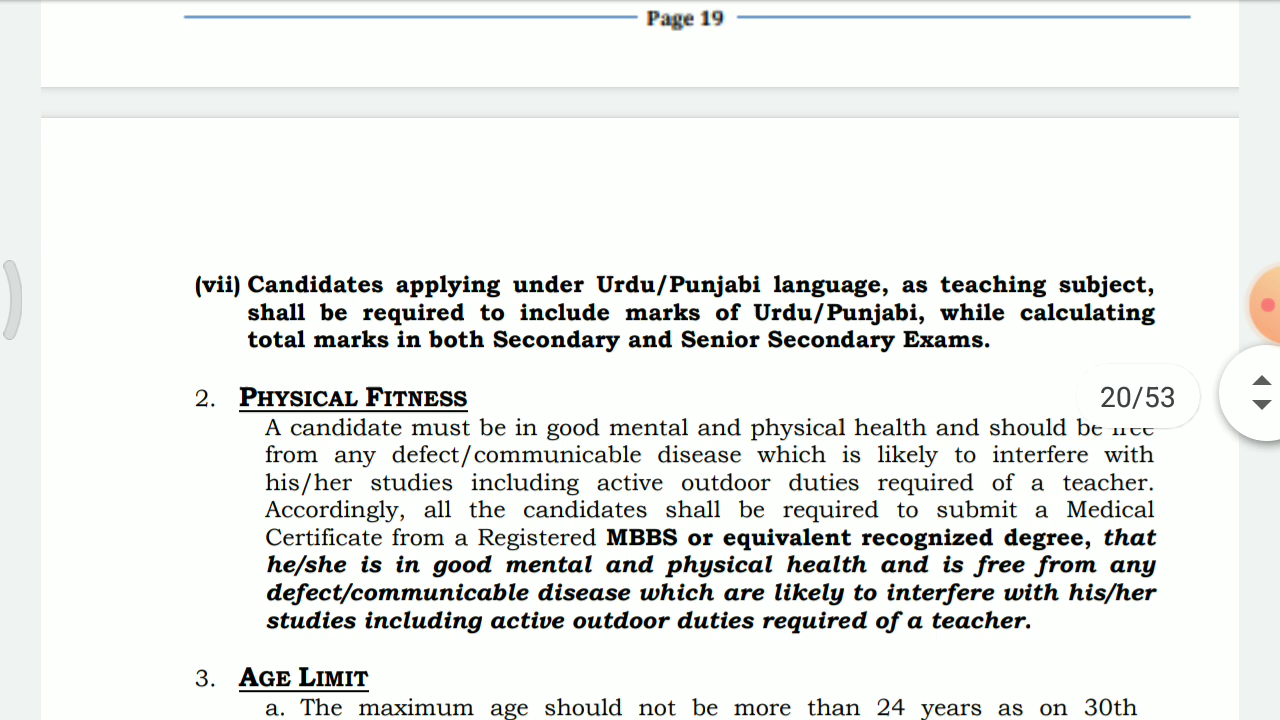 Page 19
(vii) Candidates applying under Urdu/Punjabi language, as teaching subject,
shall be required to include marks of Urdu/Punjabi, while calculating
total marks in both Secondary and Senior Secondary Exams.
2. PHYSICAL FITNESS
20/53
A candidate must be in good mental and physical health and should be free
from any defect/communicable disease which is likely to interfere with
his/her studies including active outdoor duties required of a teacher.
Accordingly, all the candidates shall be required to submit a Medical
Certificate from a Registered MBBS or equivalent recognized degree, that
he/she is in good mental and physical health and is free from any
defect/communicable disease which are likely to interfere with his/her
studies including active outdoor duties required of a teacher.
3. AGE LIMIT
a. The maximum age should not be more than 24 years as on 30th